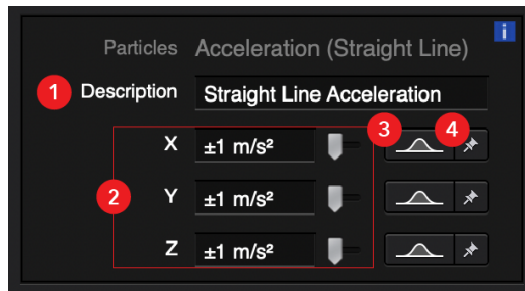 i
Particles Acceleration (Straight Line)
1 Description Straight Line Acceleration
3 4
X ±1 m/s²
2 Y ±1 m/s²
Z ±1 m/s²